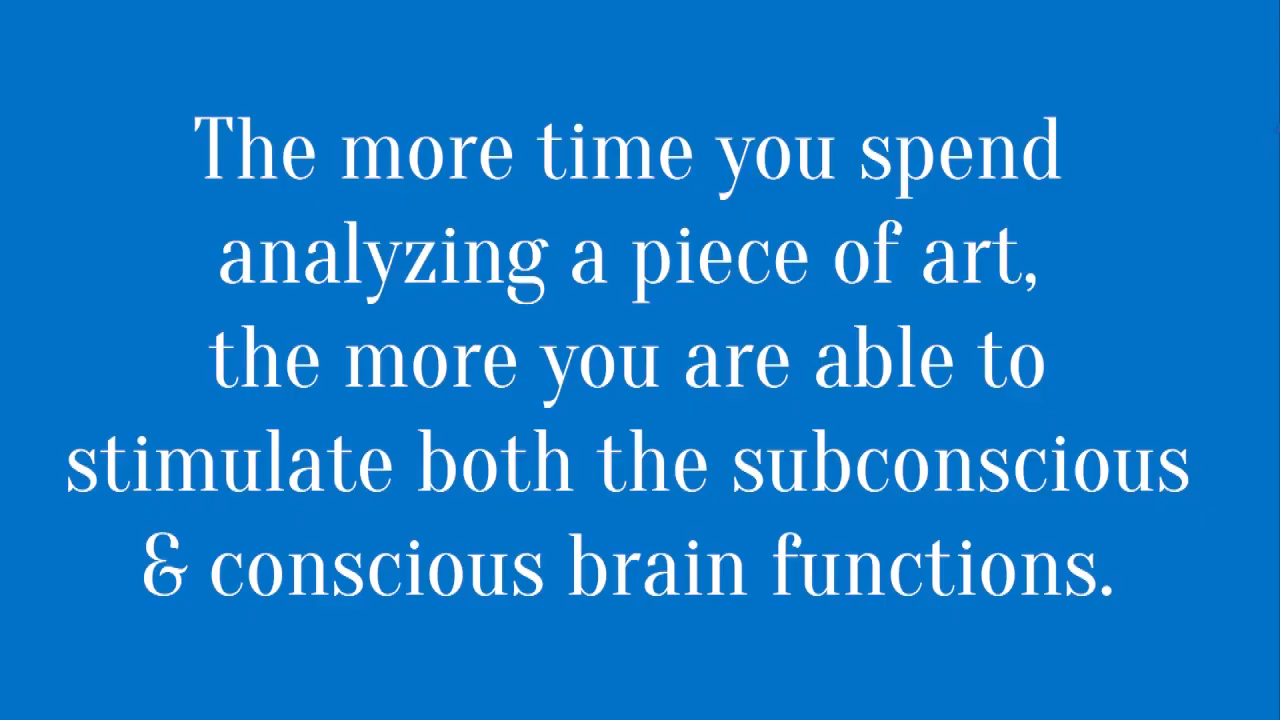 The more time you spend
analyzing a piece of art,
the more you are able to
stimulate both the subconscious
& conscious brain functions.